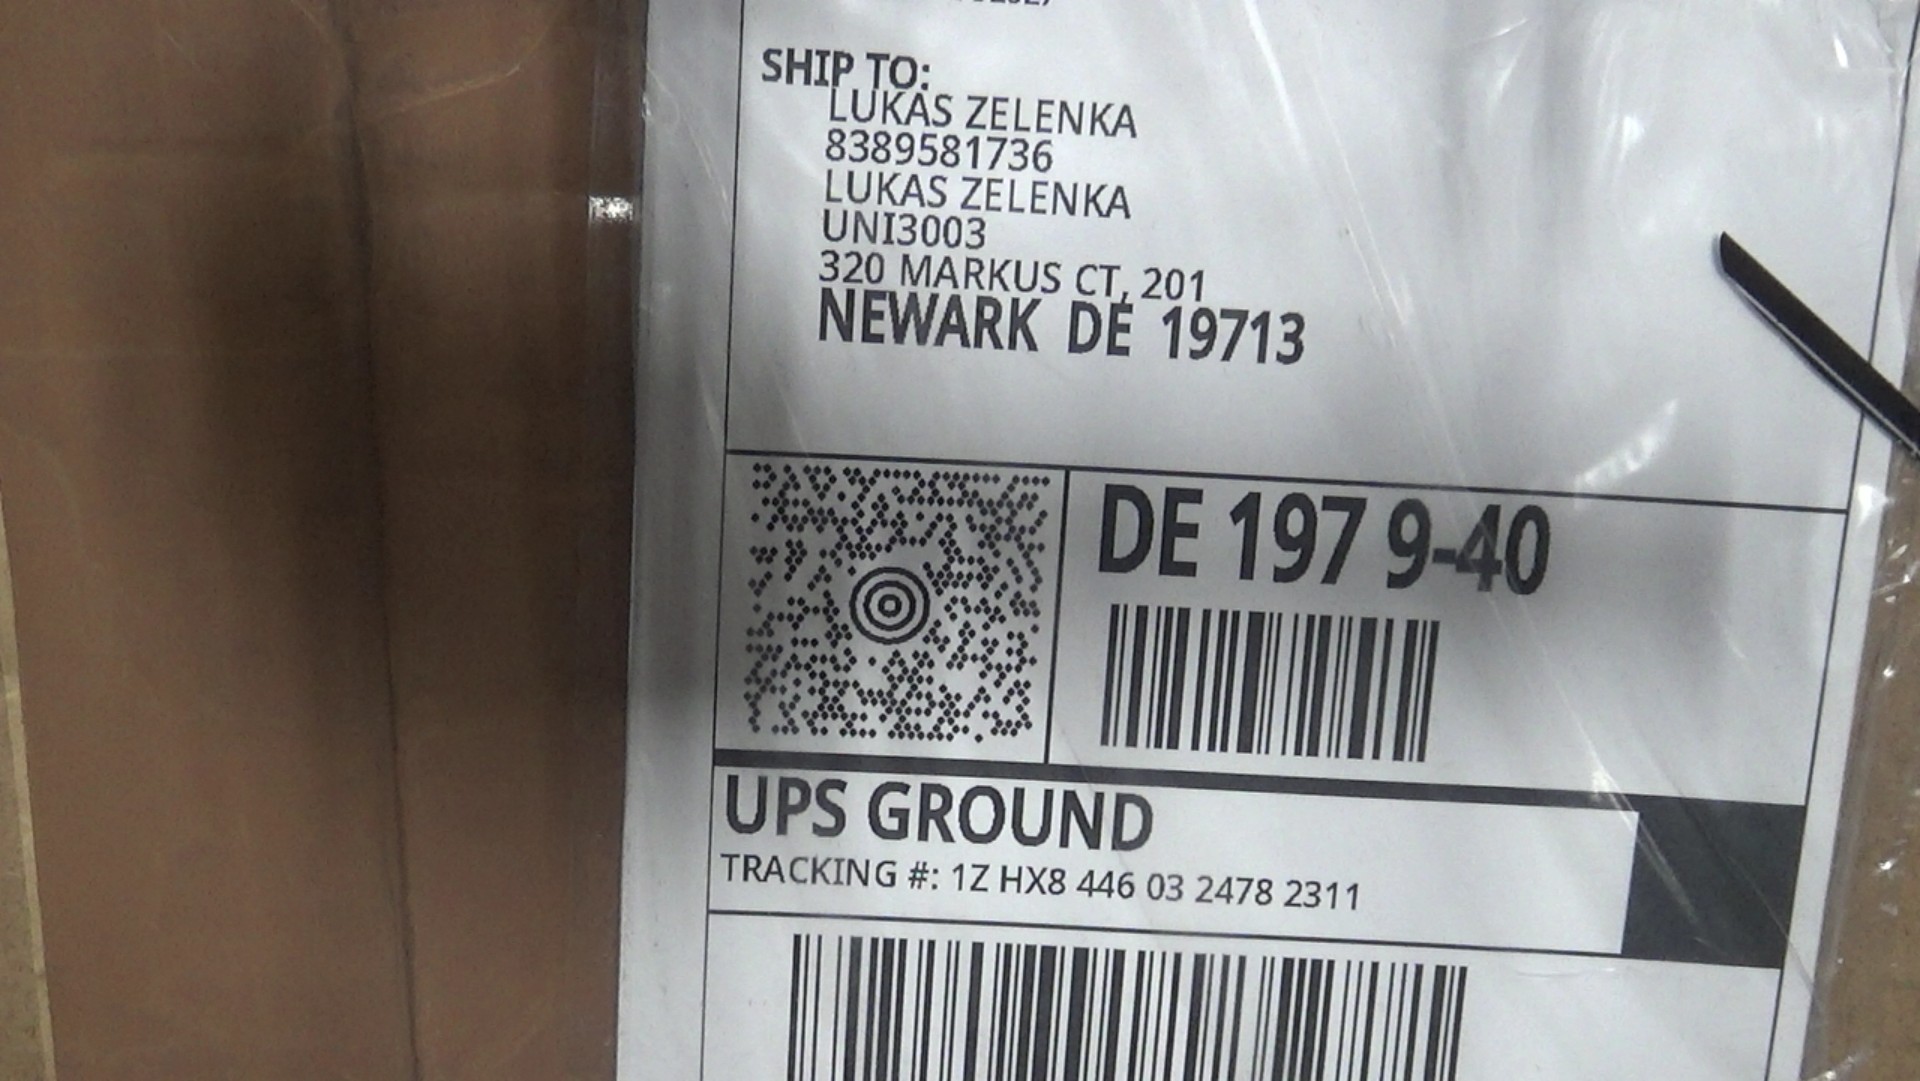 SHIP TO:
LUKAS ZELENKA
8389581736
LUKAS ZELENKA
UNI3003
320 MARKUS CT, 201
NEWARK DE 19713
DE 197 9-40
UPS GROUND
TRACKING #: 1Z HX8 446 03 2478 2311